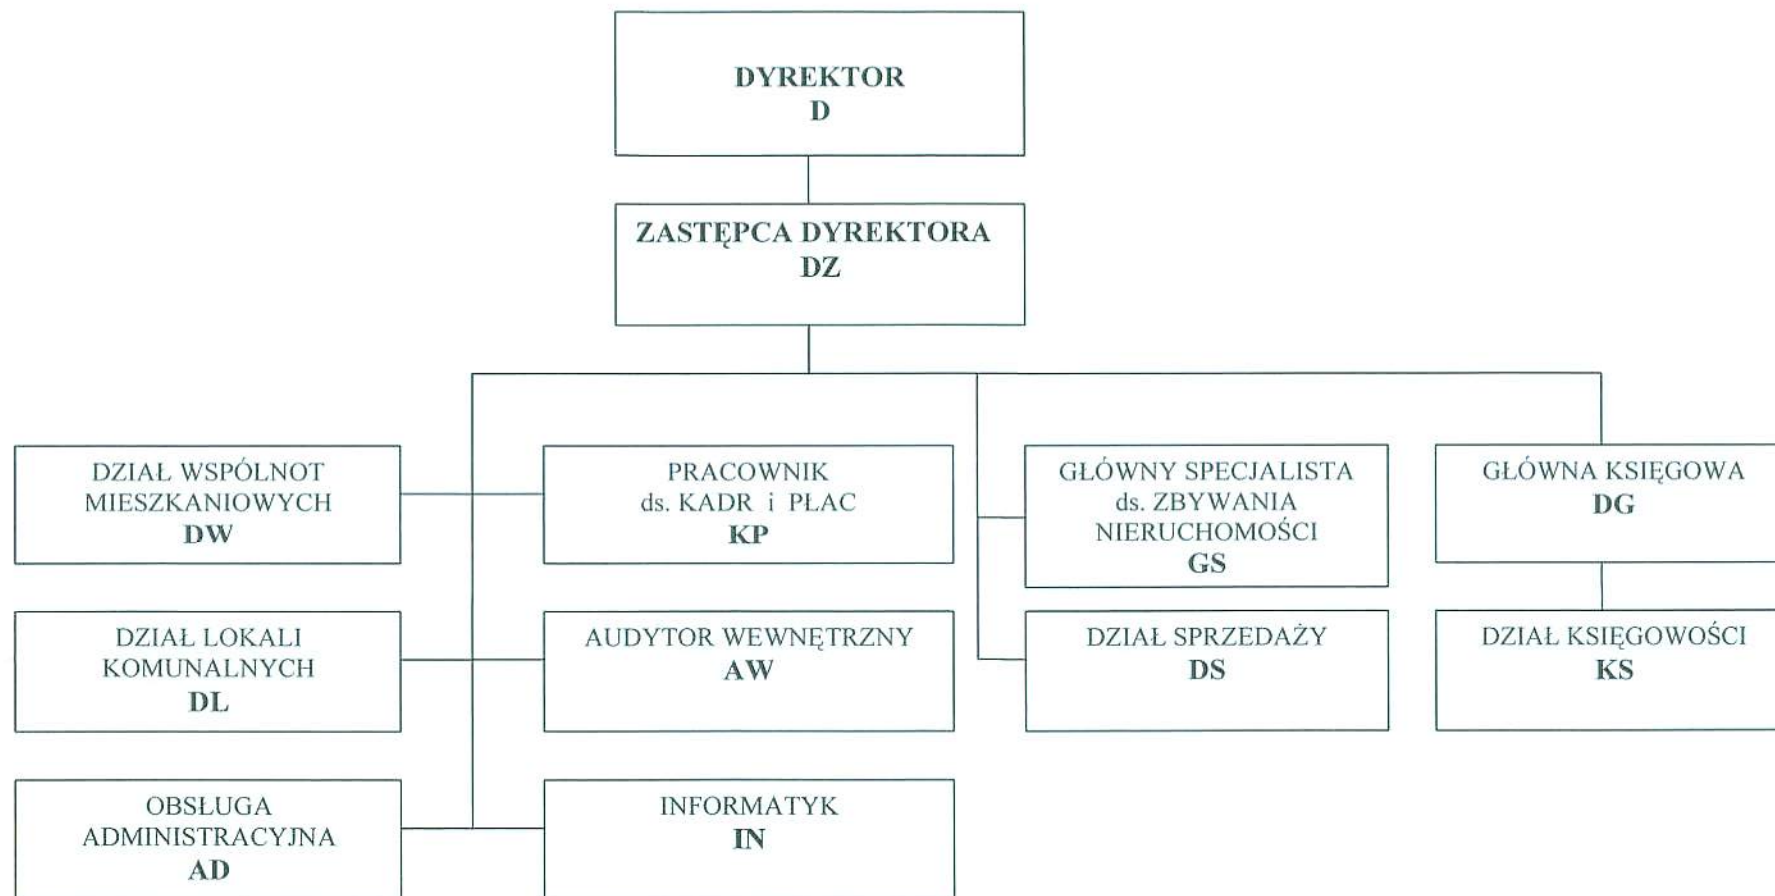 DYREKTOR
D
ZASTĘPCA DYREKTORA
DZ
DZIAŁ WSPÓLNOT
MIESZKANIOWYCH
DW
PRACOWNIK
ds. KADR i PŁAC
KP
GŁÓWNY SPECJALISTA
ds. ZBYWANIA
NIERUCHOMOŚCI
GS
GŁÓWNA KSIĘGOWA
DG
DZIAŁ LOKALI
KOMUNALNYCH
DL
AUDYTOR WEWNĘTRZNY
AW
DZIAŁ SPRZEDAŻY
DS
DZIAŁ KSIĘGOWOŚCI
KS
OBSŁUGA
ADMINISTRACYJNA
AD
INFORMATYK
IN